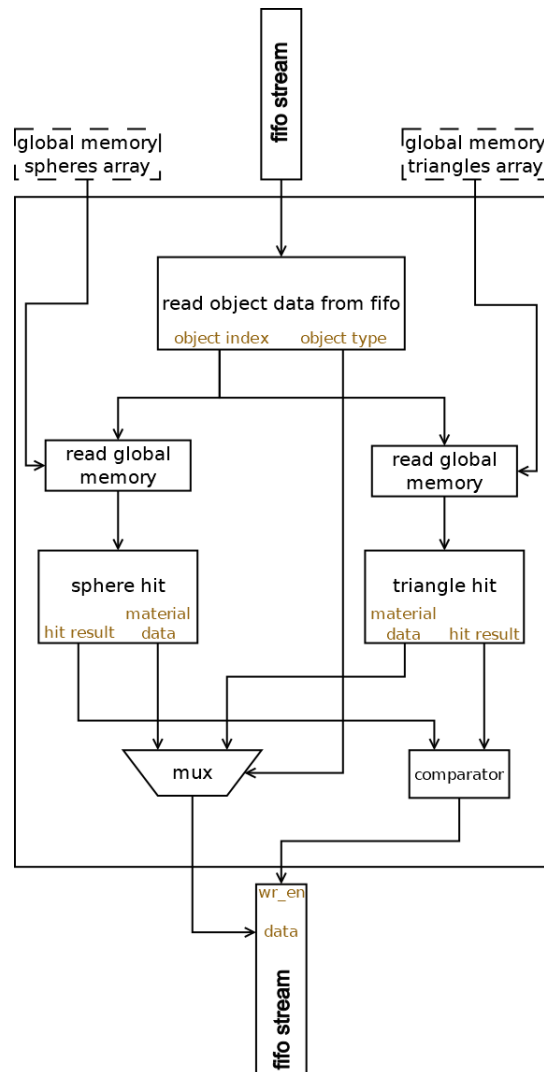 fifo stream
global memory
spheres array
global memory
triangles array
read object data from fifo
object index
object type
read global
memory
read global
memory
sphere hit
hit result
material
data
triangle hit
material
data
hit result
mux
comparator
wr_en
data
fifo stream